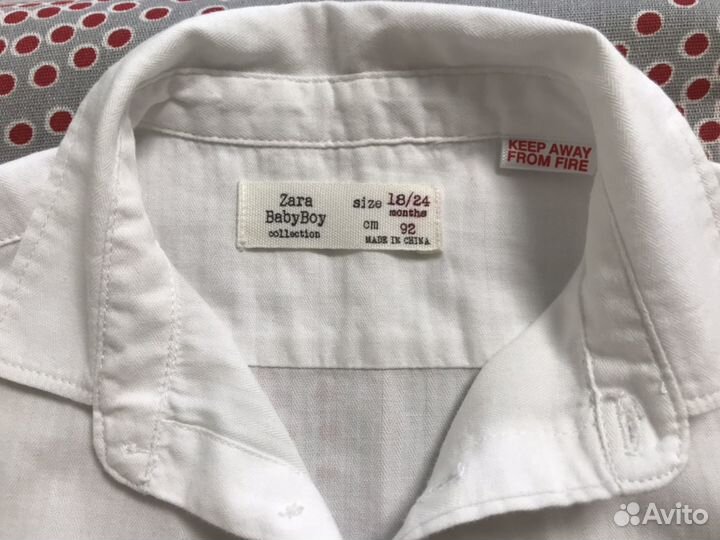 KEEP AWAY
FROM FIRE
Zara
BabyBoy
collection
size 18/24
months
cm 92
MADE IN CHINA
Avito